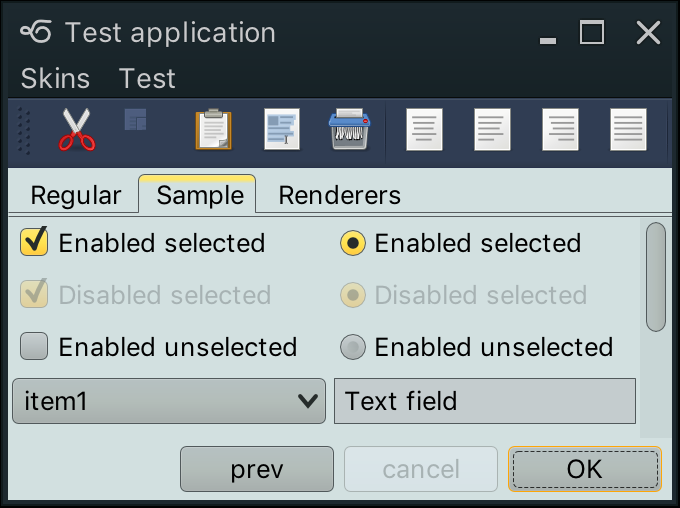 Test application
Skins Test
Regular Sample Renderers
Enabled selected Enabled selected
Disabled selected Disabled selected
Enabled unselected Enabled unselected
item1 Text field
prev cancel OK